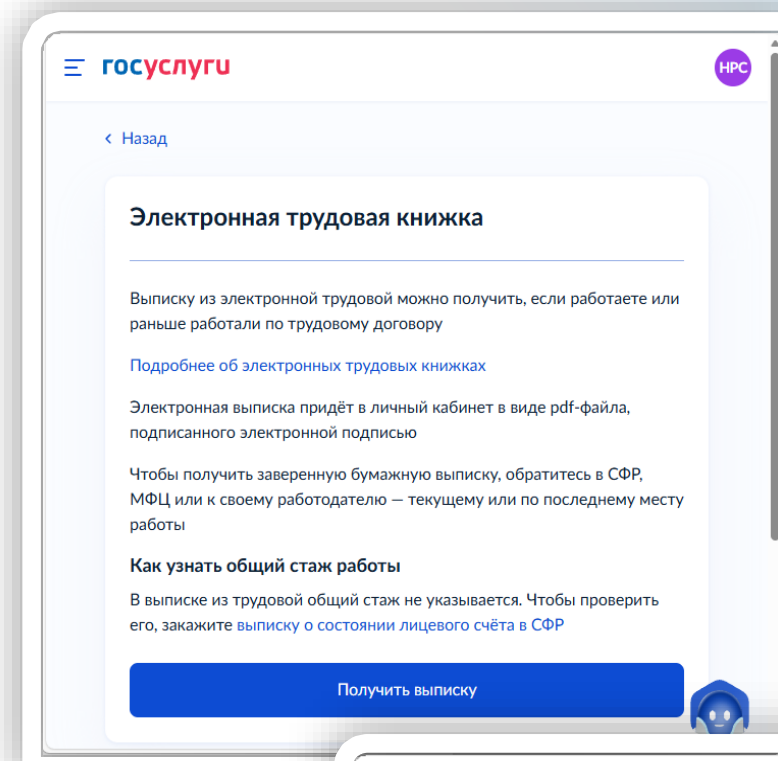 госуслуги
НРС
Назад
Электронная трудовая книжка
Выписку из электронной трудовой можно получить, если работаете или
раньше работали по трудовому договору
Подробнее об электронных трудовых книжках
Электронная выписка придёт в личный кабинет в виде pdf-файла,
подписанного электронной подписью
Чтобы получить заверенную бумажную выписку, обратитесь в СФР,
МФЦ или к своему работодателю — текущему или по последнему месту
работы
Как узнать общий стаж работы
В выписке из трудовой общий стаж не указывается. Чтобы проверить
его, закажите выписку о состоянии лицевого счёта в СФР
Получить выписку